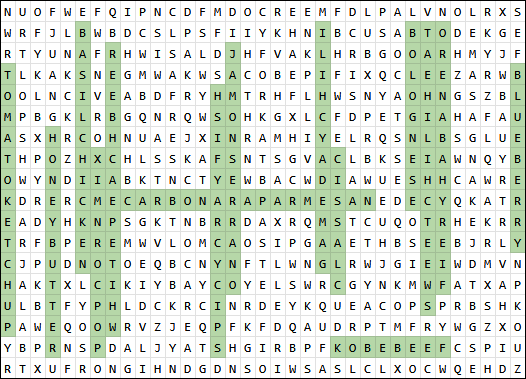 N U O F W E F Q I P N C D F M D O C R E E M F D L P A L V N O L R X S
W R F J L B W B D C S L P S F I I Y K H N I B C U S A B T O D E K G E
R T Y U N A F R H W I S A L D J H F V A K L H R B G O O A R H M Y J F
T L K A K S N E G M W A K W S A C O B E P I F I X Q C L E E Z A R W B
O O L N C I V E A B D F R Y H M T R H F L H W S N Y A O H N G S Z B L
M P B G K L R B G Q N R Q W S O H K G X L C F D P E T G I A H A F A U
A S X H R C O H N U A E J X I N R A M H I Y E L R Q S N L B S G L U E
T H P O Z H X C H L S S K A F S N T S G V A C L B K S E I A W N Q Y B
O W Y N D I I A B K T N C T Y E W B A C W D I A W U E S H H C A W R E
K D R E R C M E C A R B O N A R A P A R M E S A N E D E C Y Q K A T R
E A D Y H K N P S G K T N B R R D A X R Q M S T C U Q O T R H E K R R
T R F B P E R E M W V L O M C A O S I P G A A E T H B S E E B J R L Y
C J P U D N O T O E Q B C N Y N F T L W N G L R W J G I E I W D M V N
H A K T X L C I K I Y B A Y C O Y E L S W R C G Y N K M W F A T X A P
U L B T F Y P H L D C K R C I N R D E Y K Q U E A C O P S P R B S H K
P A W E Q O O W R V Z J E Q P F K F D Q A U D R P T M F R Y W G Z X O
Y B P R N S P D A L J Y A T S H G I R B P F K O B E B E E F C S P I U
R T X U F R O N G I H N D G D N S O I W S A S L C L X O C W Q E H D Z